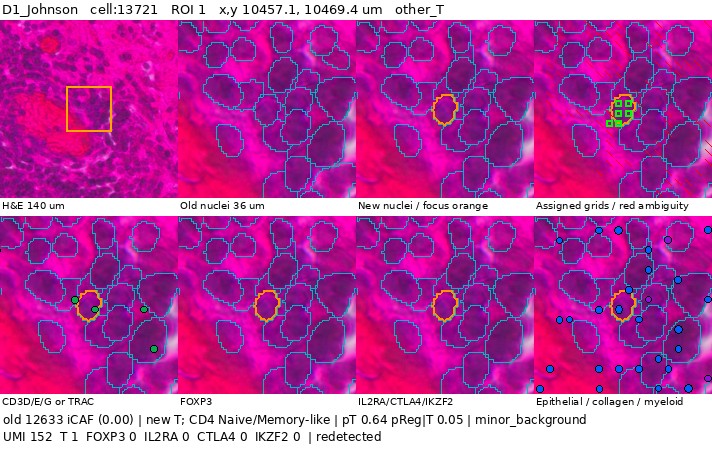 D1_Johnson cell:13721 ROI 1 x,y 10457.1, 10469.4 um other_T
H&E 140 um
Old nuclei 36 um
New nuclei / focus orange
Assigned grids / red ambiguity
CD3D/E/G or TRAC
FOXP3
IL2RA/CTLA4/IKZF2
Epithelial / collagen / myeloid
old 12633 iCAF (0.00) | new T; CD4 Naive/Memory-like | pT 0.64 pReg|T 0.05 | minor_background
UMI 152 T 1 FOXP3 0 IL2RA 0 CTLA4 0 IKZF2 0 | redetected